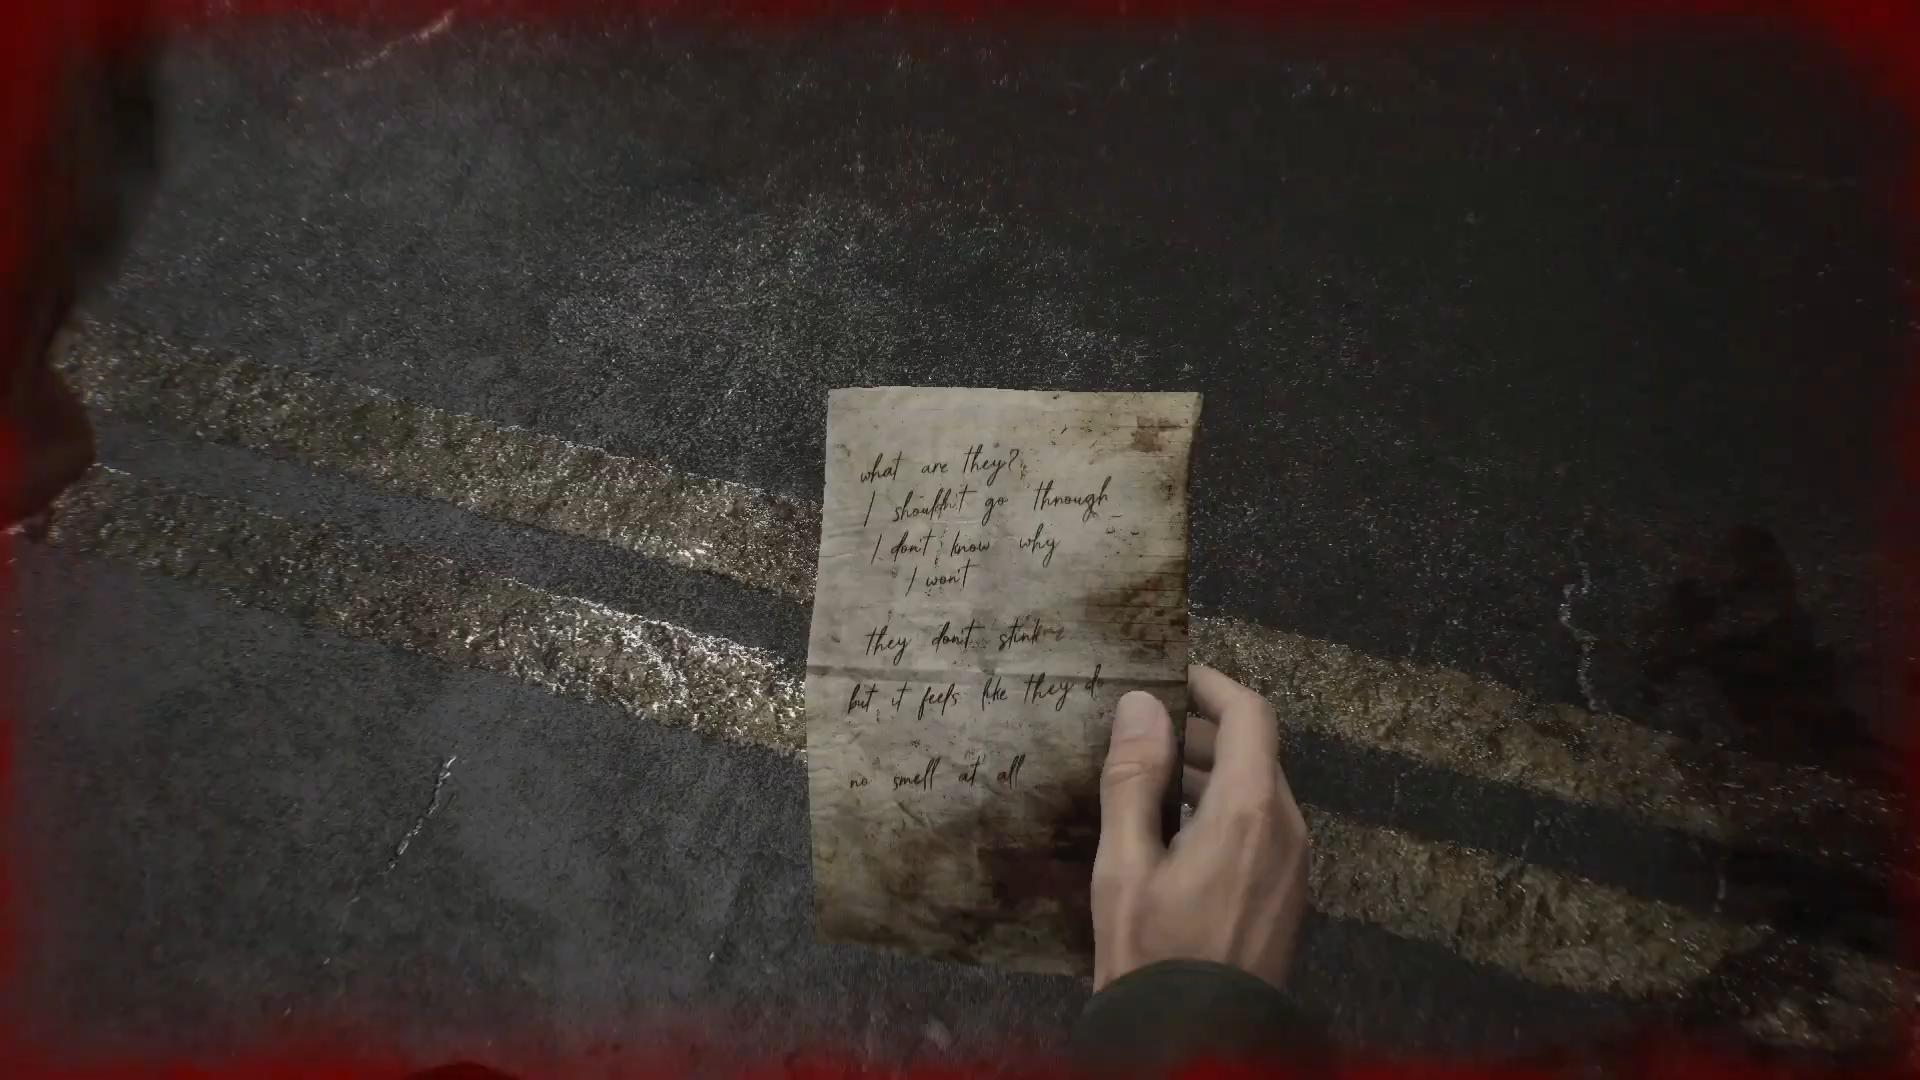 what are they?
I shouldn't go through
I don't know why
I won't
they don't stink
but it feels like they do
no smell at all